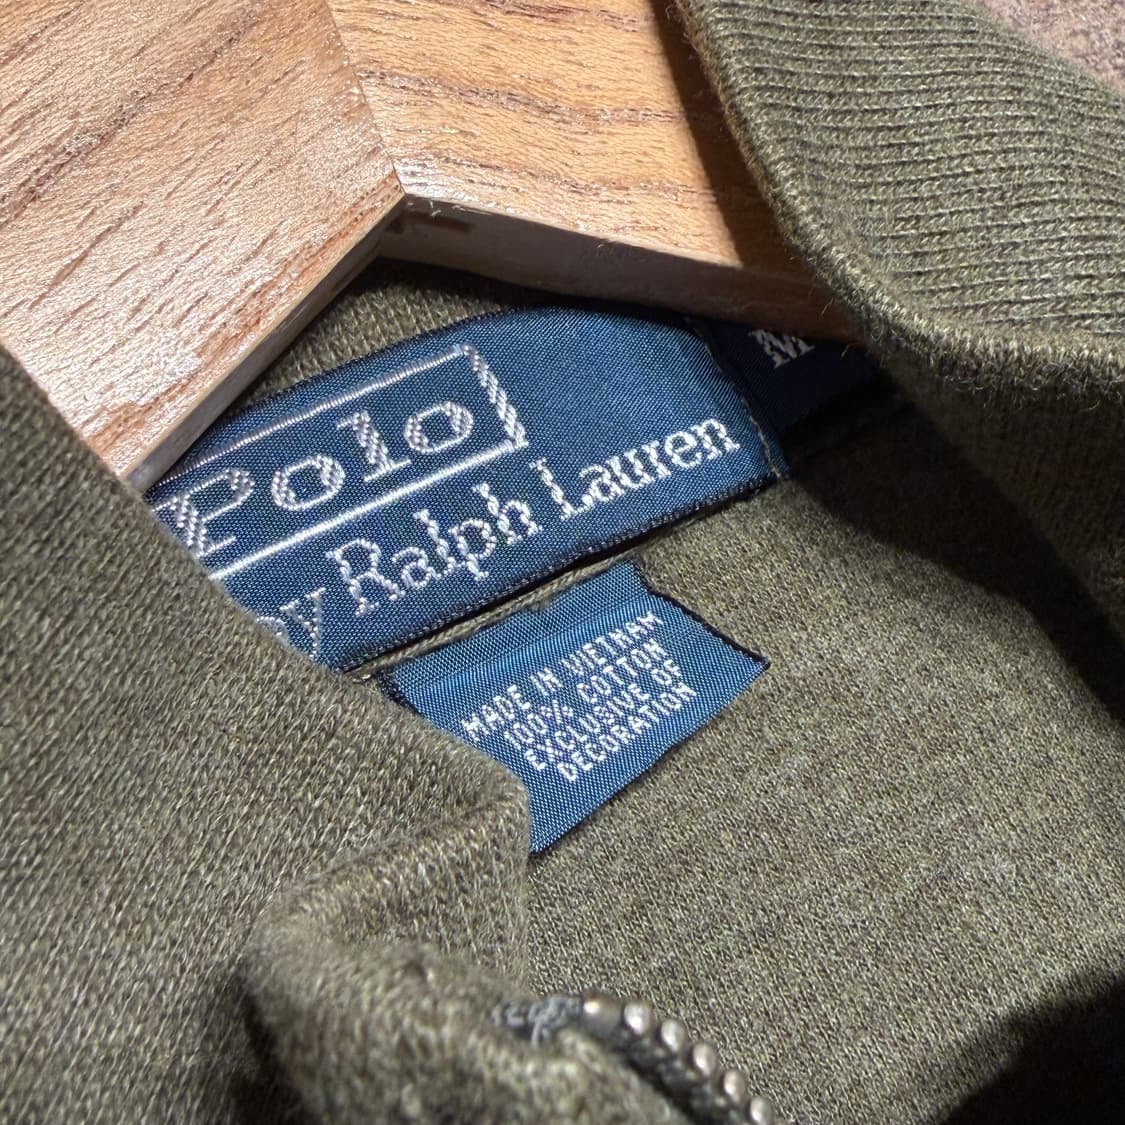 Polo
by Ralph Lauren
M
MADE IN VIETNAM
100% COTTON
EXCLUSIVE OF
DECORATION